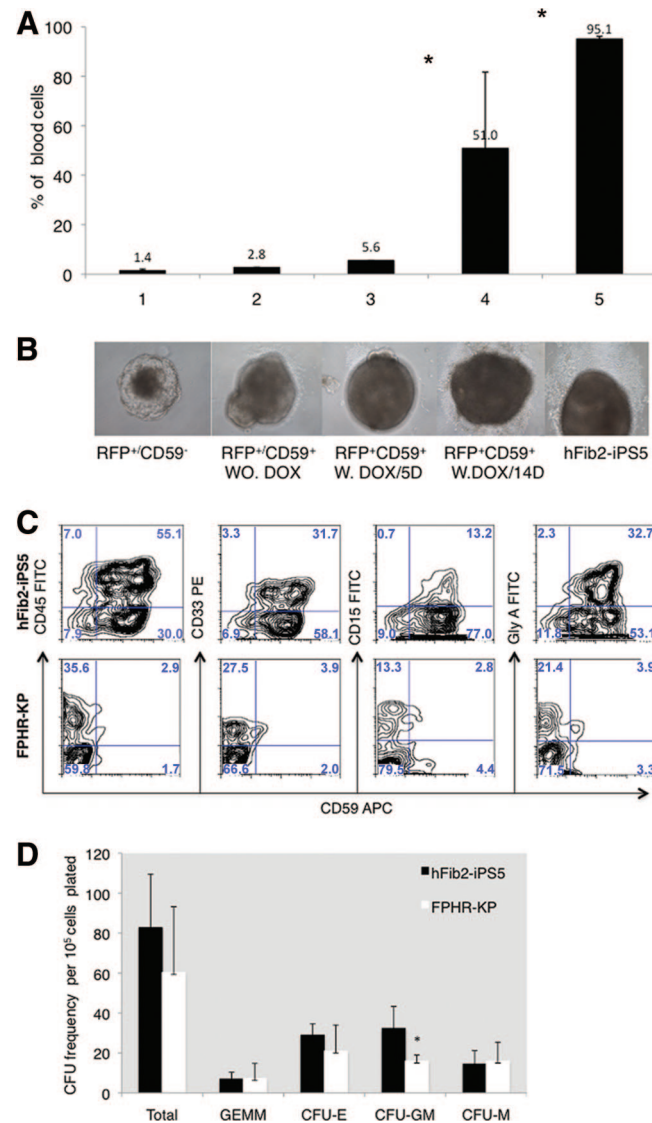 A
*
*
100
80
60
40
20
0
% of blood cells
1.4
2.8
5.6
51.0
95.1
1 2 3 4 5
B
RFP+/CD59-
RFP+/CD59+ WO. DOX
RFP+CD59+ W. DOX/5D
RFP+CD59+ W.DOX/14D
hFib2-iPS5
C
hFib2-iPS5
CD45 FITC
7.0 55.1
7.9 30.0
CD33 PE
3.3 31.7
6.9 58.1
CD15 FITC
0.7 13.2
9.0 77.0
Gly A FITC
2.3 32.7
11.8 53.1
FPHR-KP
35.6 2.9
59.8 1.7
27.5 3.9
66.6 2.0
13.3 2.8
79.5 4.4
21.4 3.9
71.5 3.3
CD59 APC
D
CFU frequency per 10⁵ cells plated
120
100
80
60
40
20
0
hFib2-iPS5
FPHR-KP
*
Total GEMM CFU-E CFU-GM CFU-M